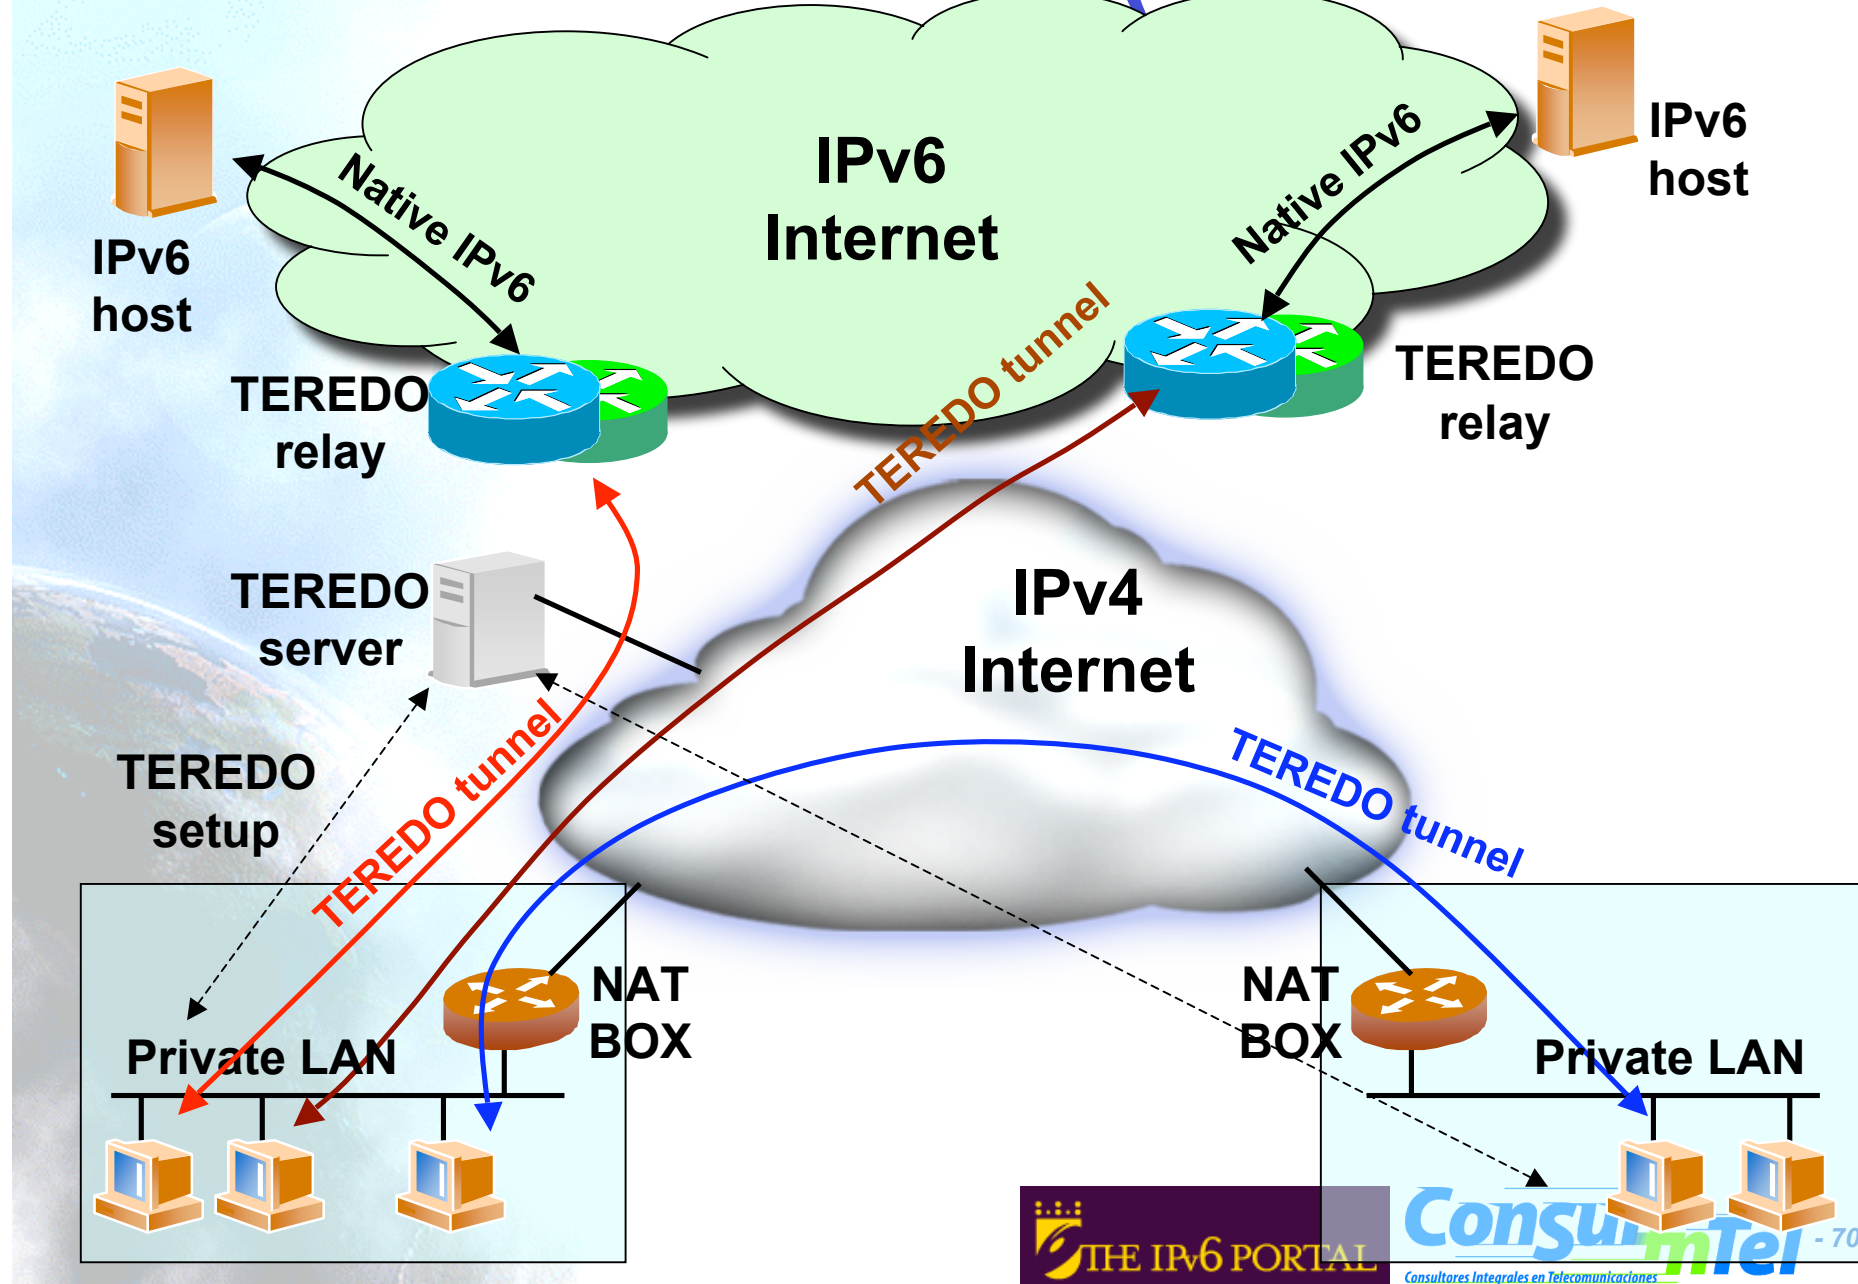 IPv6
Internet
IPv6
host
Native IPv6
Native IPv6
IPv6
host
TEREDO
relay
TEREDO tunnel
TEREDO
relay
TEREDO
server
IPv4
Internet
TEREDO
setup
TEREDO tunnel
TEREDO tunnel
NAT
BOX
NAT
BOX
Private LAN
Private LAN
THE IPv6 PORTAL
Consulintel
Consultores Integrales en Telecomunicaciones
- 70